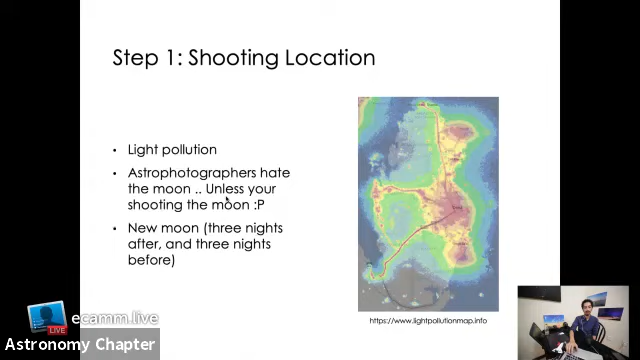 Step 1: Shooting Location
• Light pollution
• Astrophotographers hate
the moon .. Unless your
shooting the moon :P
• New moon (three nights
after, and three nights
before)
https://www.lightpollutionmap.info
ecamm.live
LIVE
Astronomy Chapter